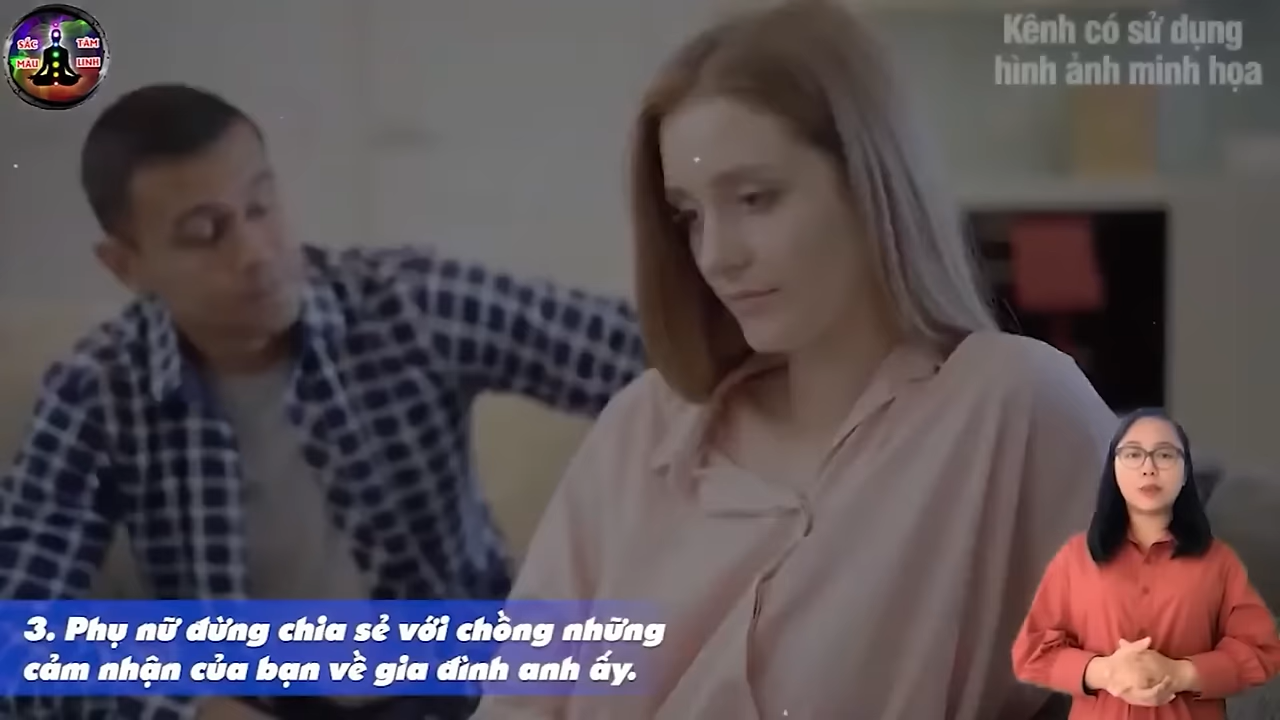 SẮC TÂM
MÀU LINH
Kênh có sử dụng
hình ảnh minh họa
3. Phụ nữ đừng chia sẻ với chồng những
cảm nhận của bạn về gia đình anh ấy.